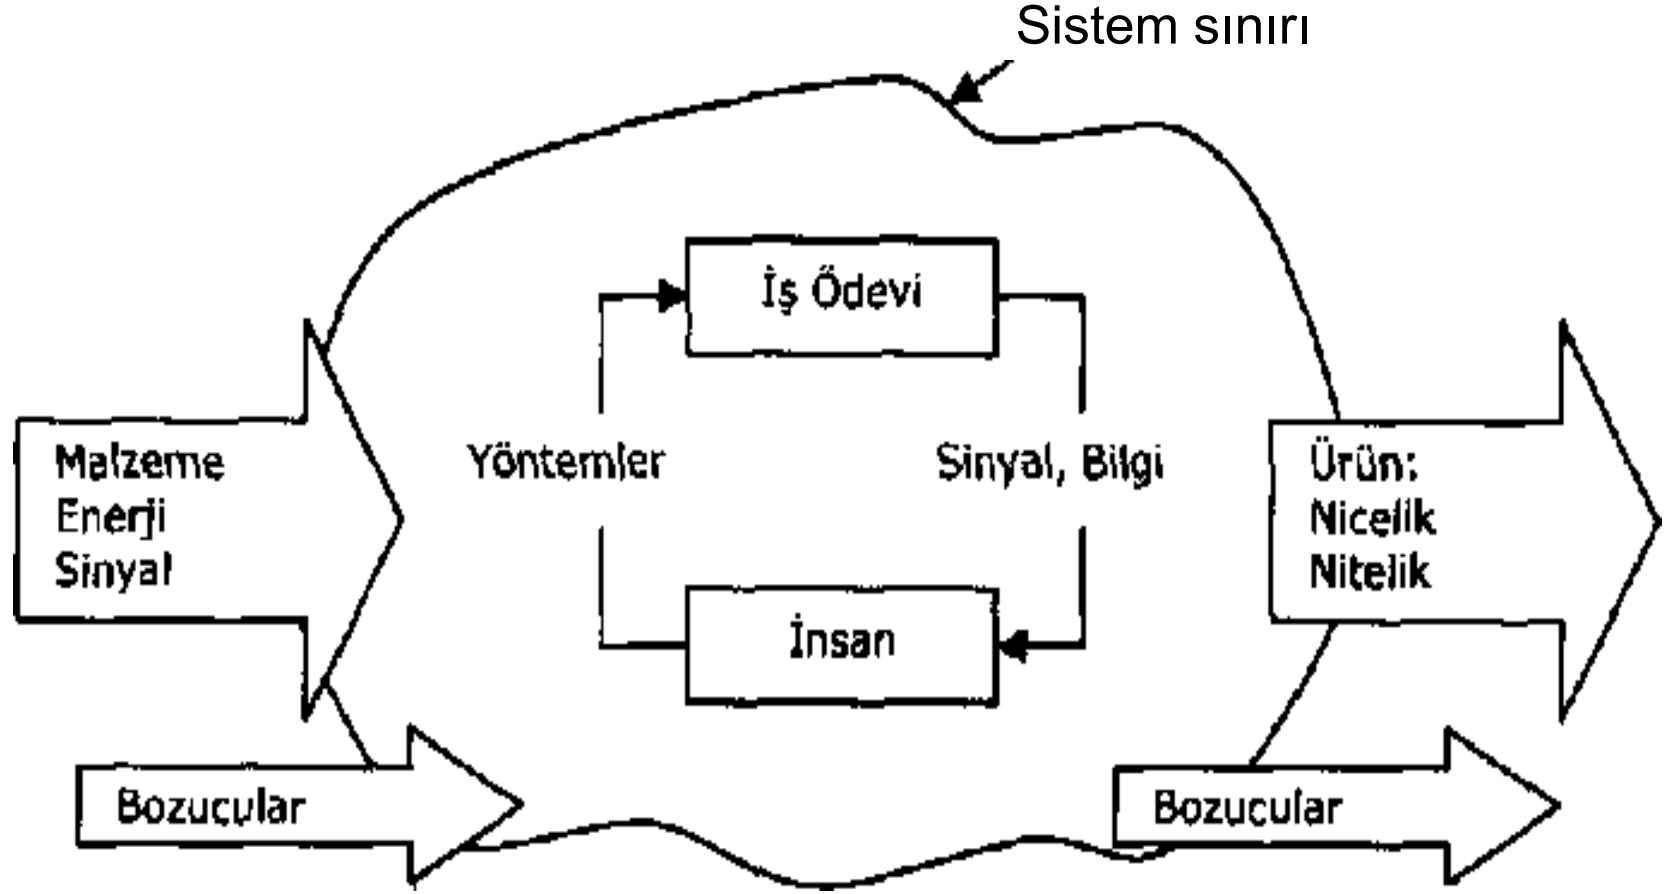 Sistem sınırı
İş Ödevi
Malzeme
Enerji
Sinyal
Yöntemler
Sinyal, Bilgi
Ürün:
Nicelik
Nitelik
İnsan
Bozucular
Bozucular